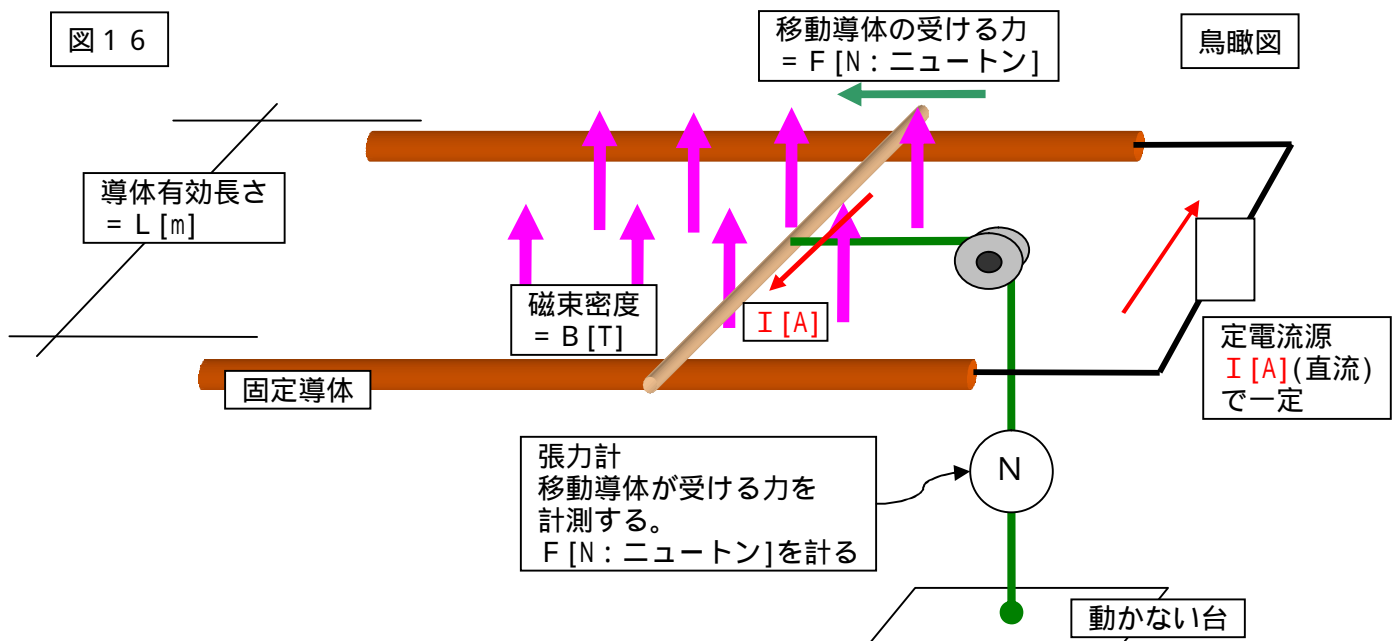 図16
移動導体の受ける力
= F[N:ニュートン]
鳥瞰図
導体有効長さ
= L[m]
磁束密度
= B[T]
I[A]
定電流源
I[A](直流)
で一定
固定導体
張力計
移動導体が受ける力を
計測する。
F[N:ニュートン]を計る
N
動かない台